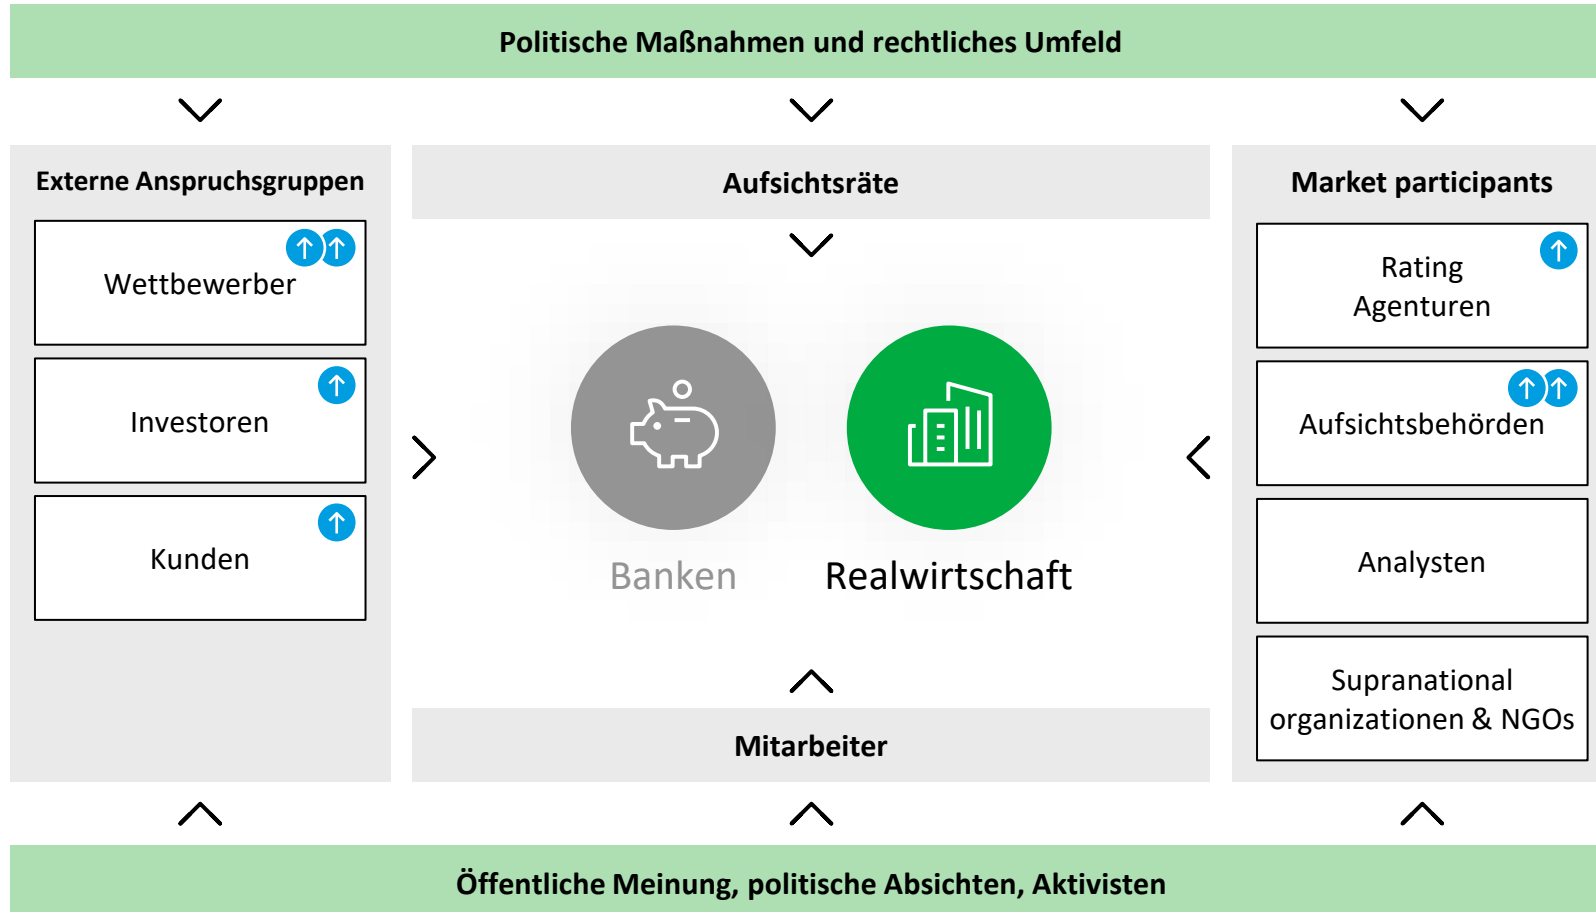 Politische Maßnahmen und rechtliches Umfeld
Externe Anspruchsgruppen
Wettbewerber
Investoren
Kunden
Aufsichtsräte
Banken
Realwirtschaft
Mitarbeiter
Market participants
Rating
Agenturen
Aufsichtsbehörden
Analysten
Supranational
organizationen & NGOs
Öffentliche Meinung, politische Absichten, Aktivisten